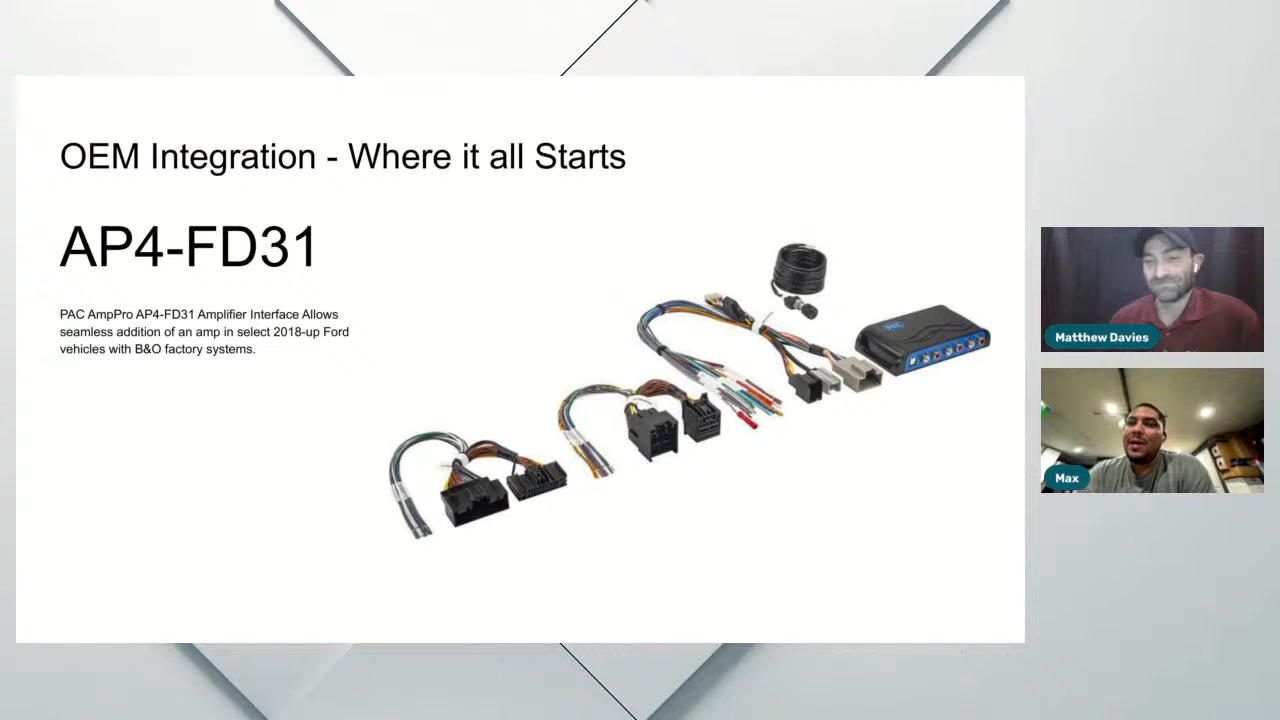 OEM Integration - Where it all Starts
AP4-FD31
PAC AmpPro AP4-FD31 Amplifier Interface Allows
seamless addition of an amp in select 2018-up Ford
vehicles with B&O factory systems.
PAC
Matthew Davies
Max